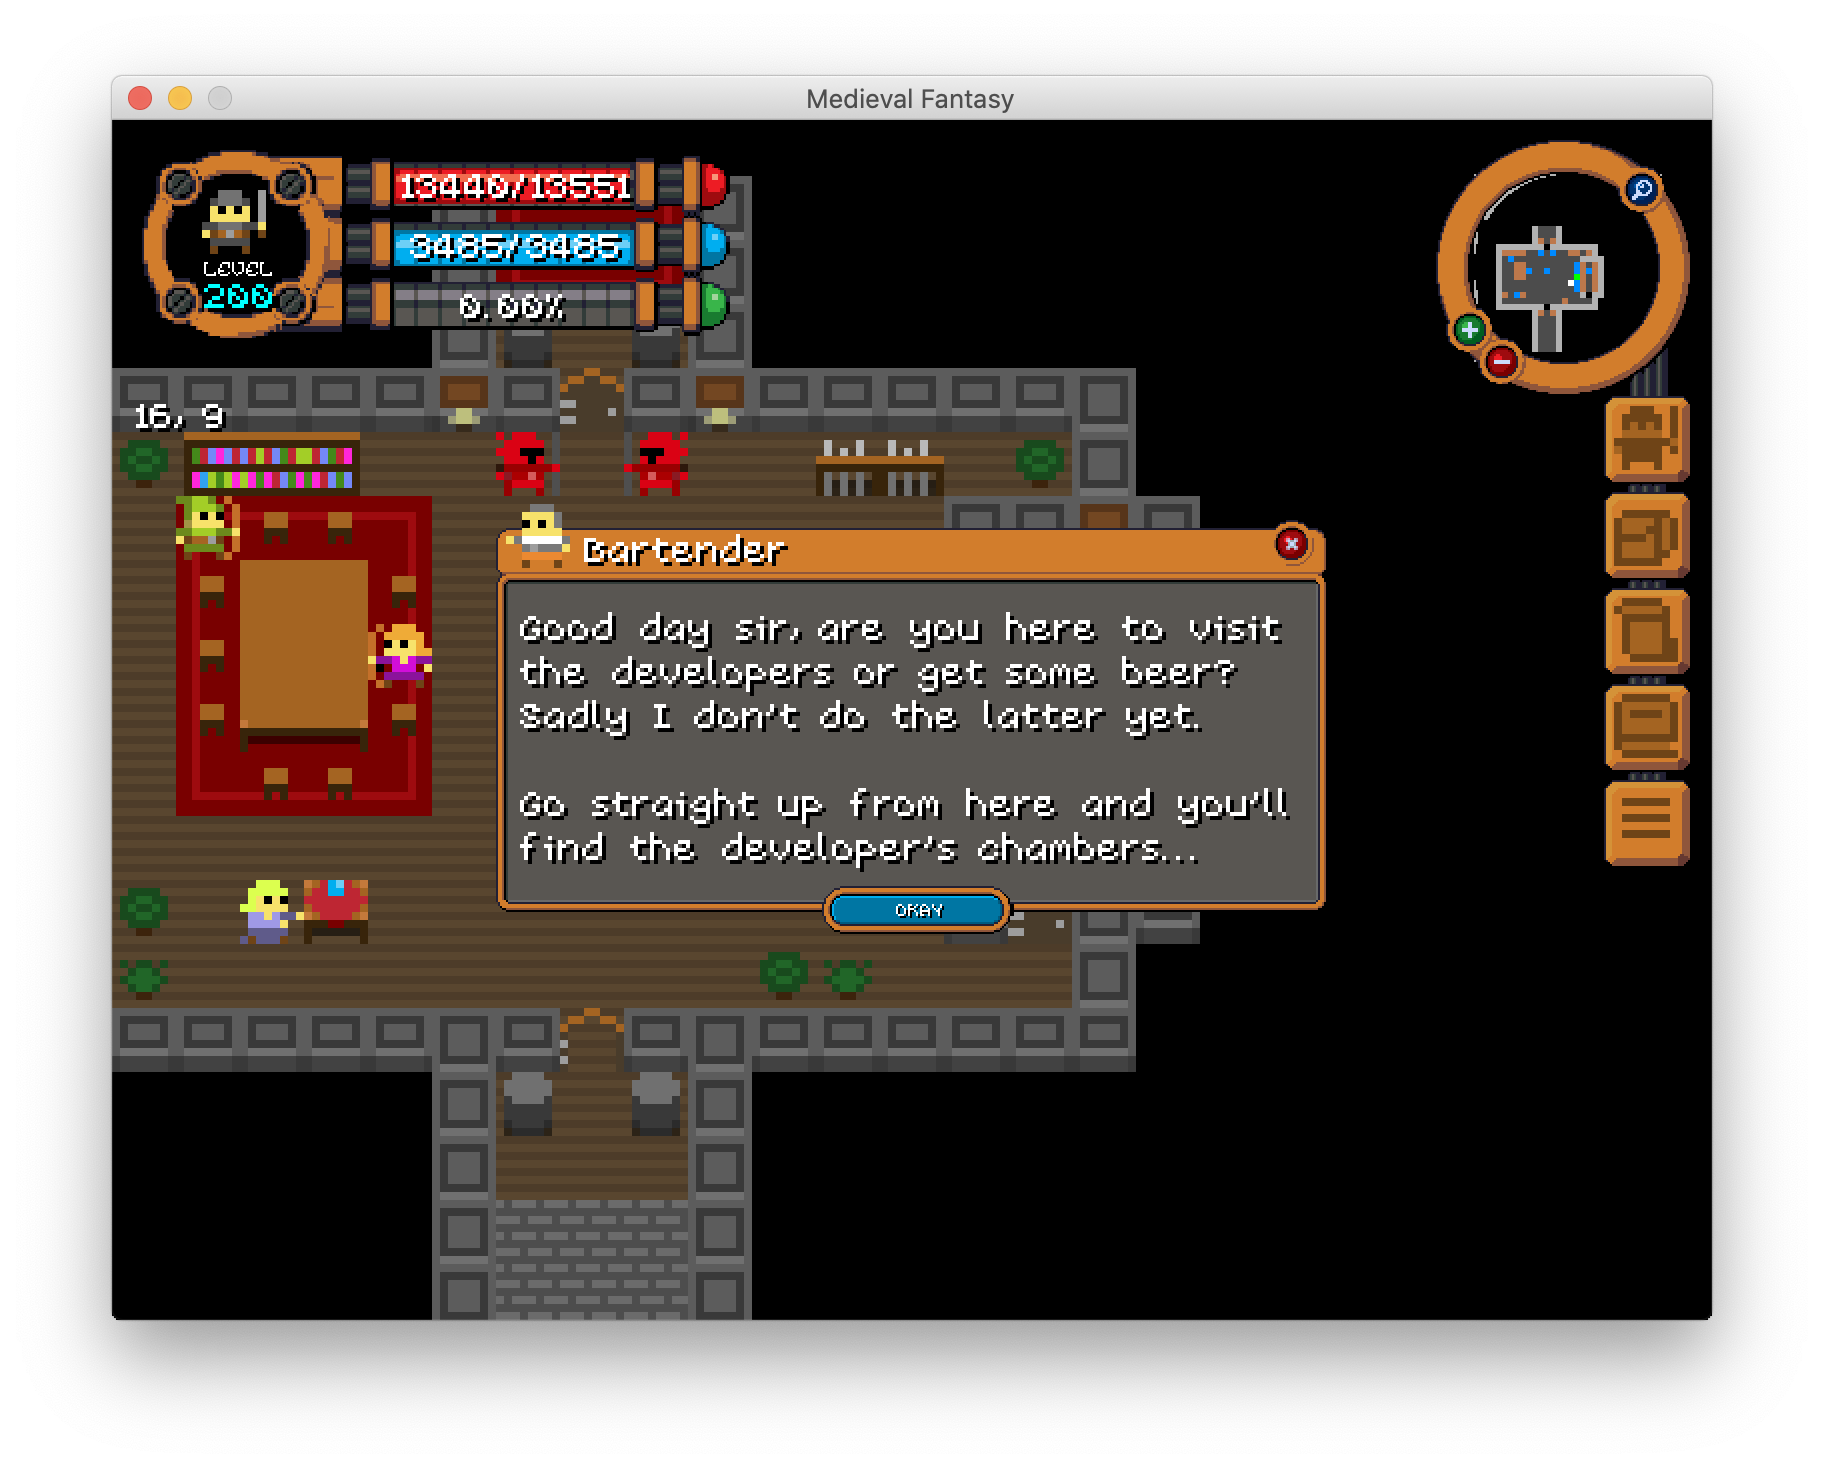 Medieval Fantasy
13440/13551
3485/3485
LEVEL
200
0.00%
16, 9
Bartender
Good day sir, are you here to visit
the developers or get some beer?
Sadly I don't do the latter yet.
Go straight up from here and you'll
find the developer's chambers...
OKAY